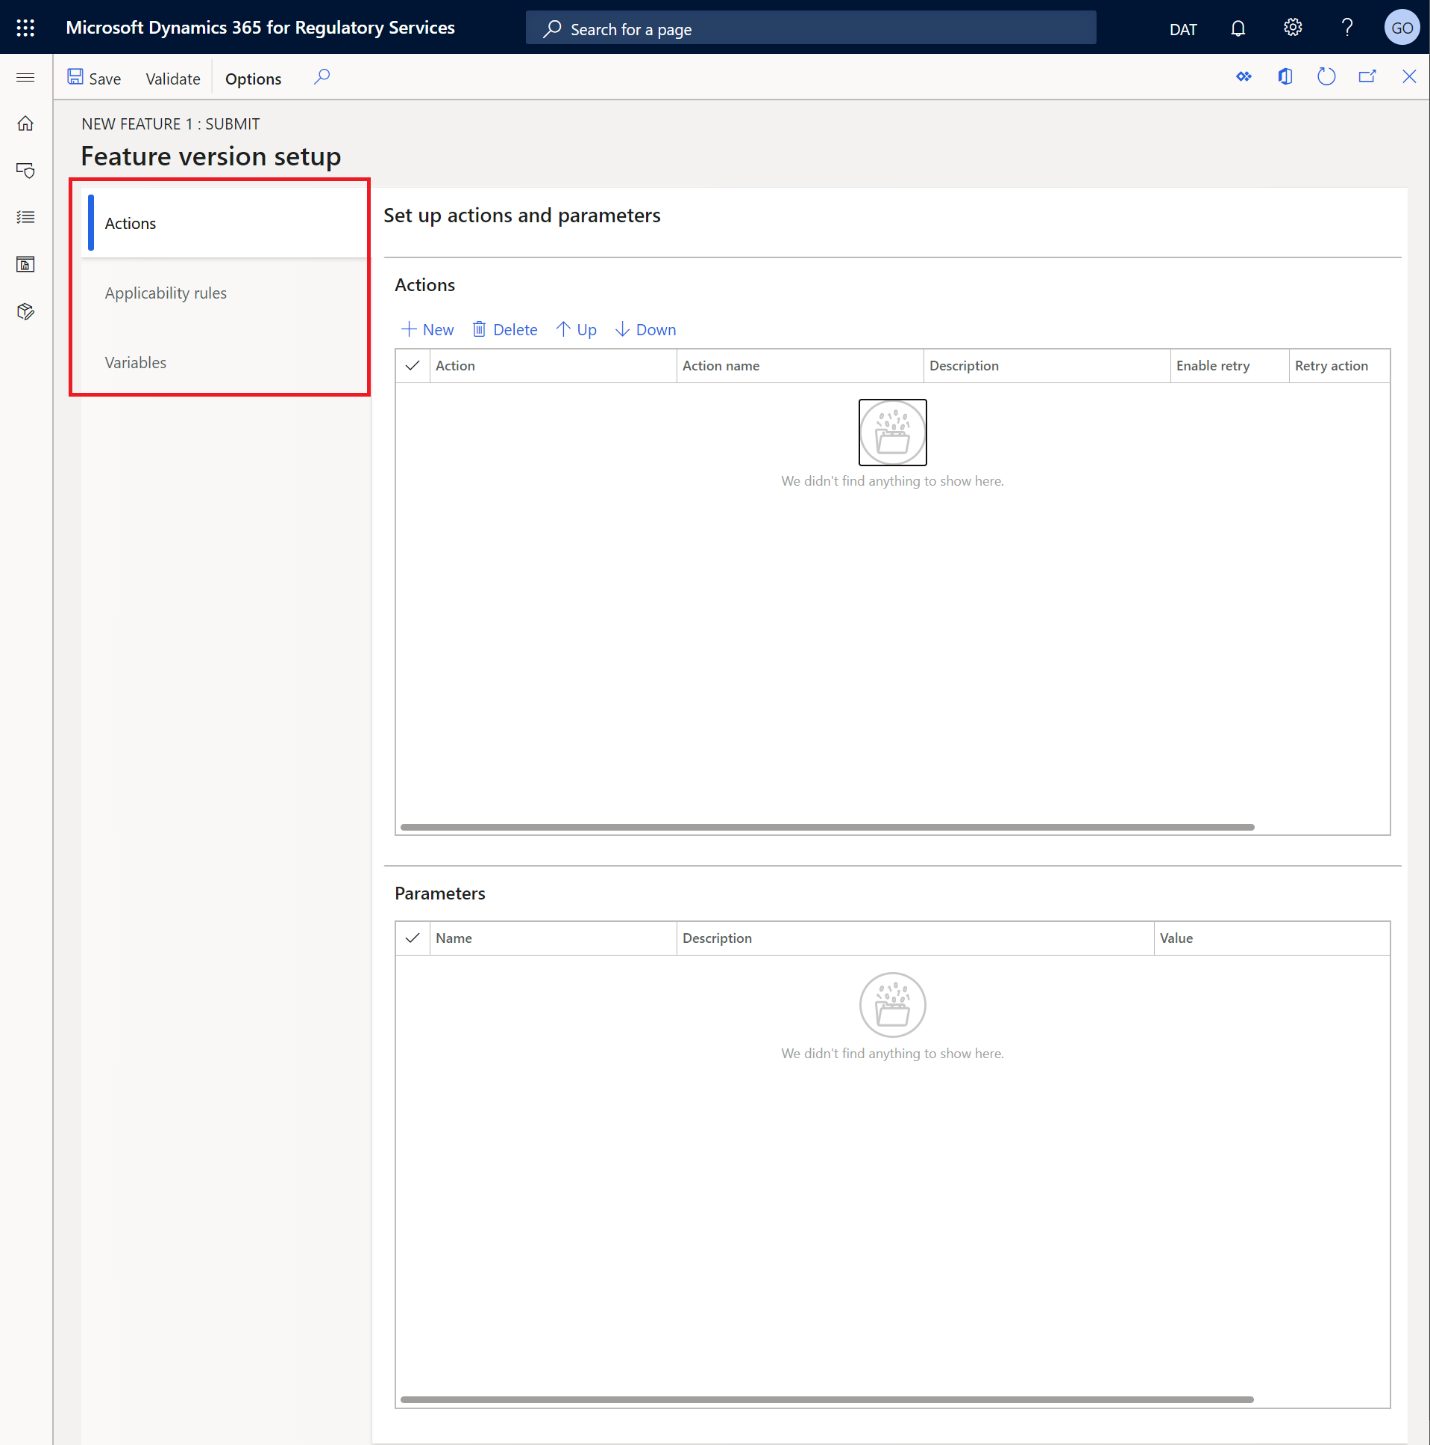 Microsoft Dynamics 365 for Regulatory Services
Search for a page
DAT
?
GO
Save
Validate
Options
NEW FEATURE 1 : SUBMIT
Feature version setup
Actions
Applicability rules
Variables
Set up actions and parameters
Actions
New
Delete
Up
Down
Action
Action name
Description
Enable retry
Retry action
We didn't find anything to show here.
Parameters
Name
Description
Value
We didn't find anything to show here.